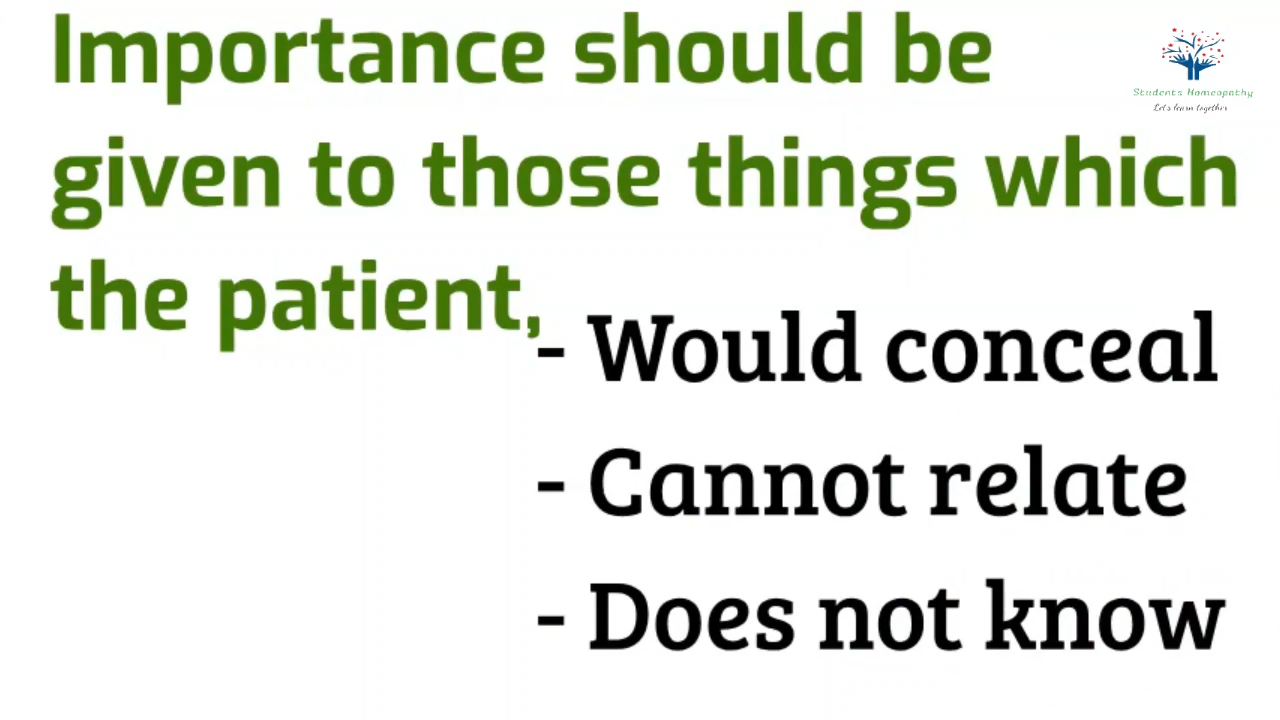 Importance should be
given to those things which
the patient,
- Would conceal
- Cannot relate
- Does not know
Students Homeopathy
Let's learn together